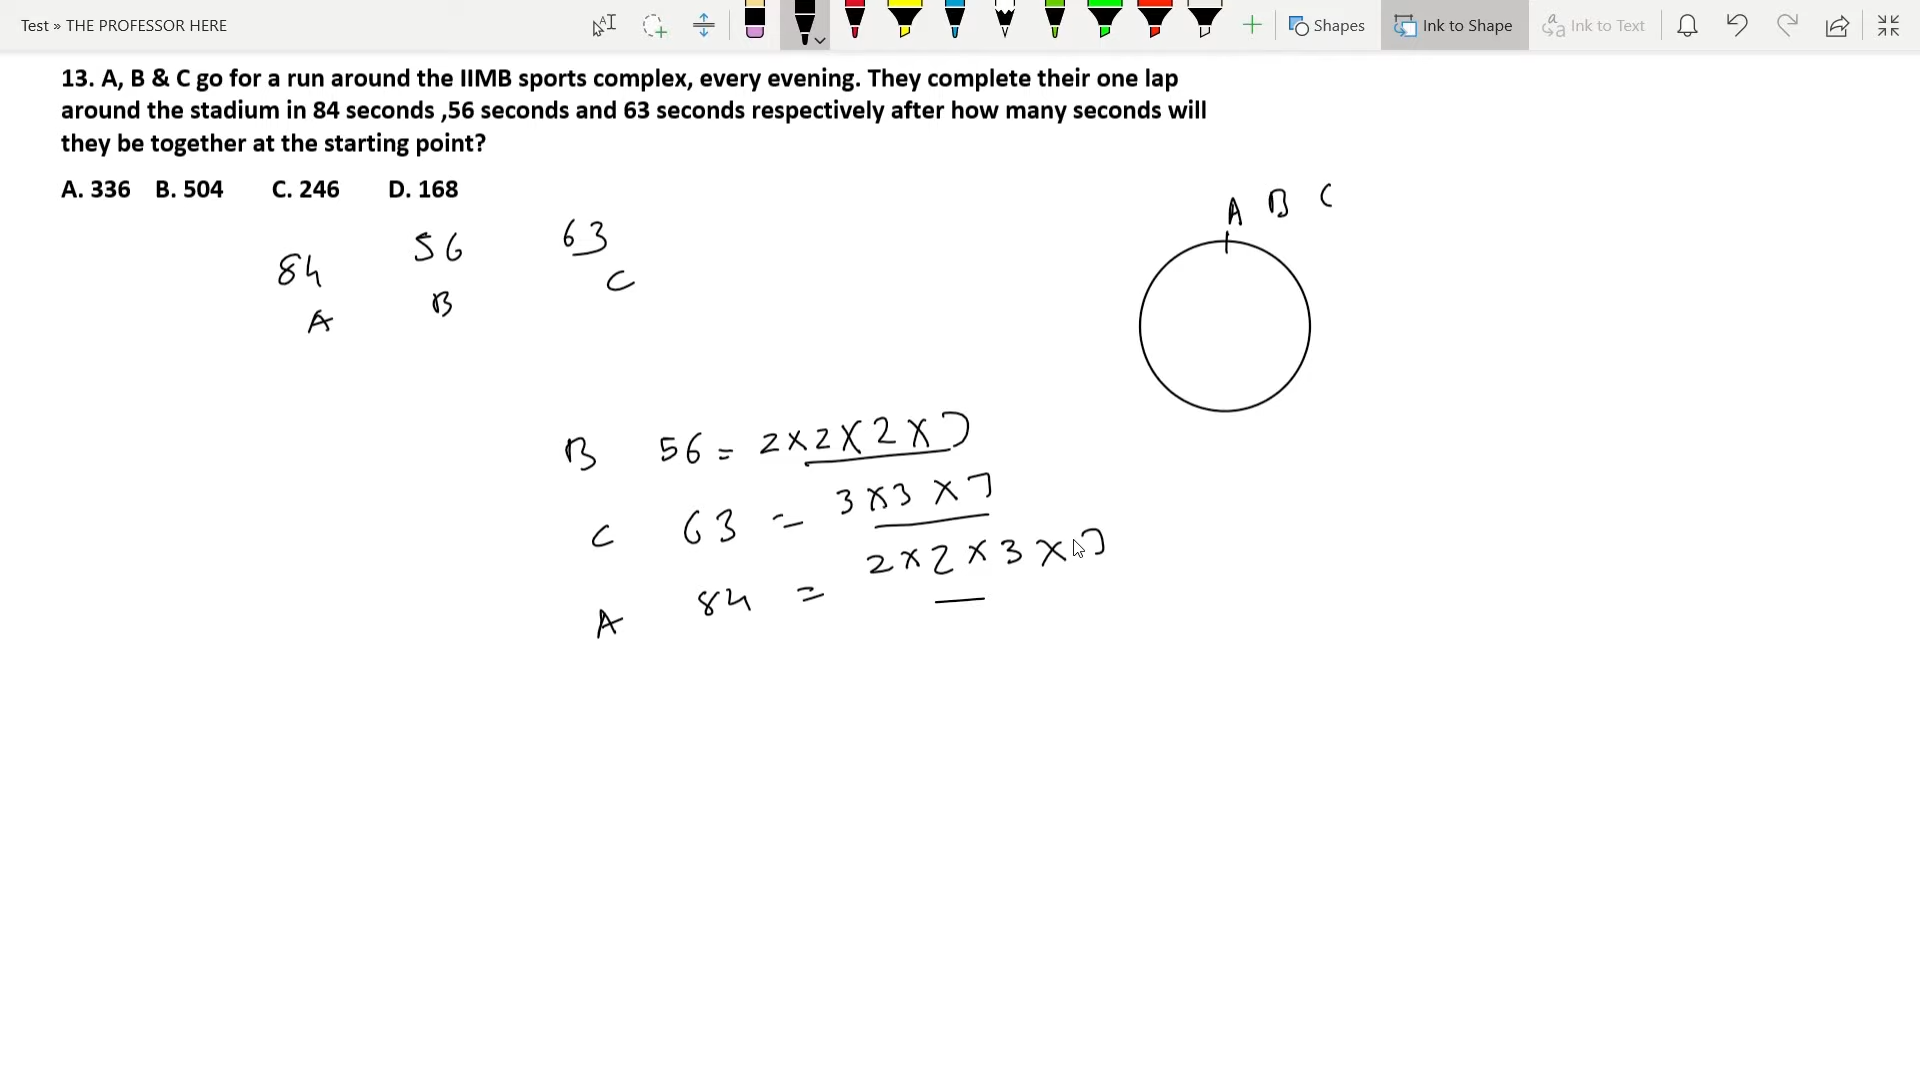 Test » THE PROFESSOR HERE
Shapes
Ink to Shape
Ink to Text
13. A, B & C go for a run around the IIMB sports complex, every evening. They complete their one lap
around the stadium in 84 seconds ,56 seconds and 63 seconds respectively after how many seconds will
they be together at the starting point?
A. 336 B. 504 C. 246 D. 168
A B C
84 56 63
A B C
B 56 = 2×2×2×7
C 63 = 3×3×7
A 84 = 2×2×3×7